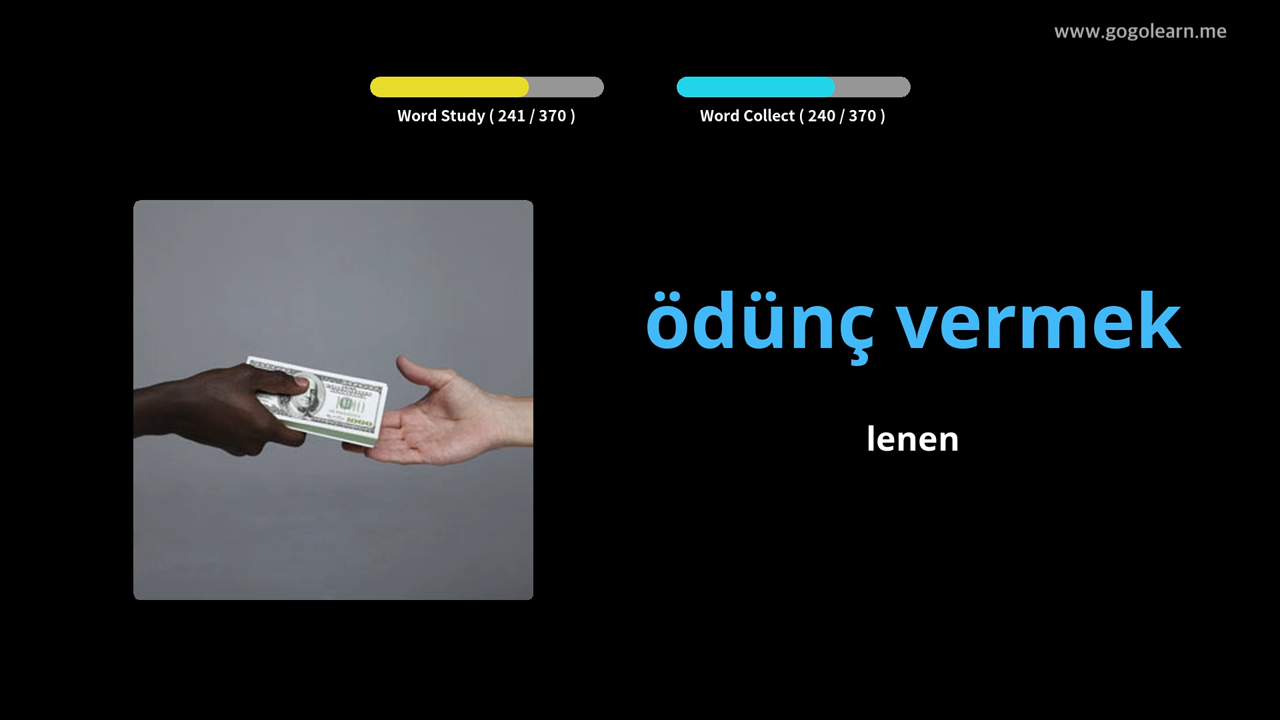 www.gogolearn.me
Word Study ( 241 / 370 )
Word Collect ( 240 / 370 )
ödünç vermek
lenen